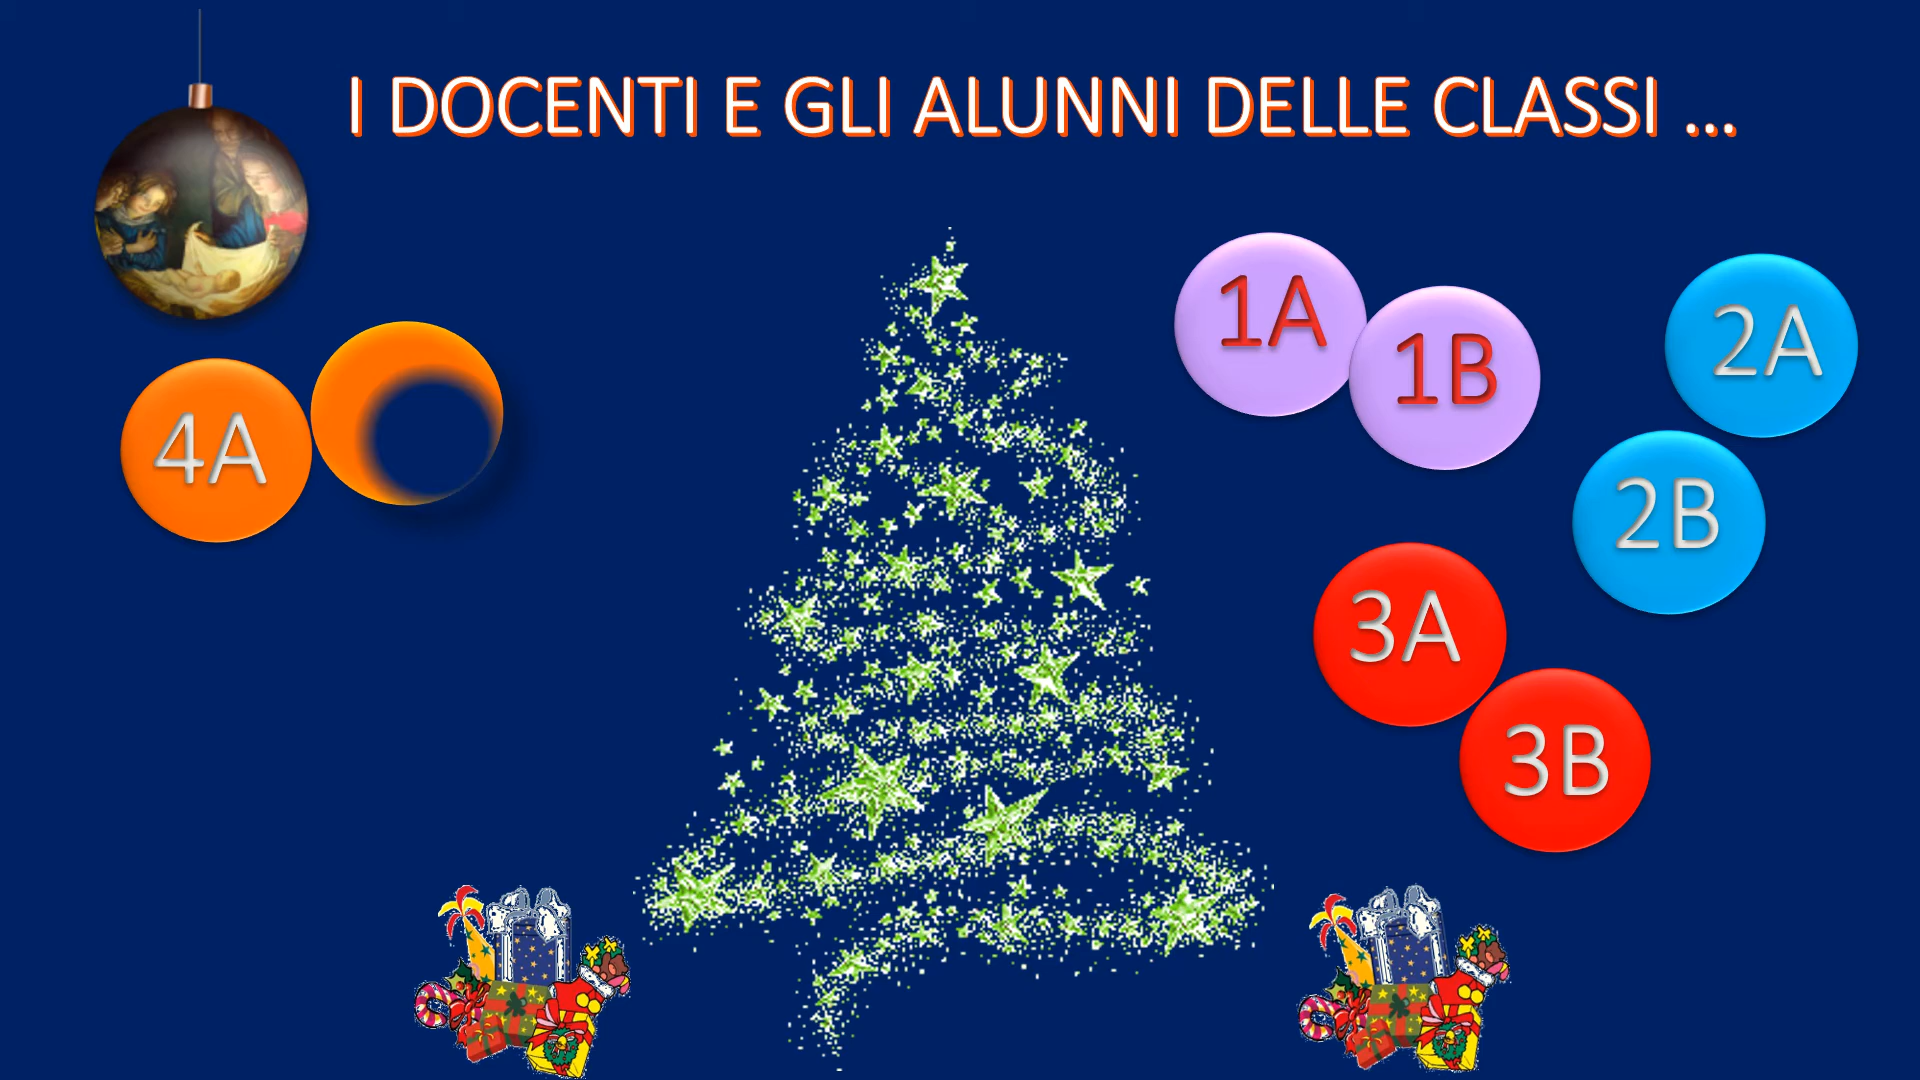 I DOCENTI E GLI ALUNNI DELLE CLASSI ...
1A
1B
2A
2B
3A
3B
4A